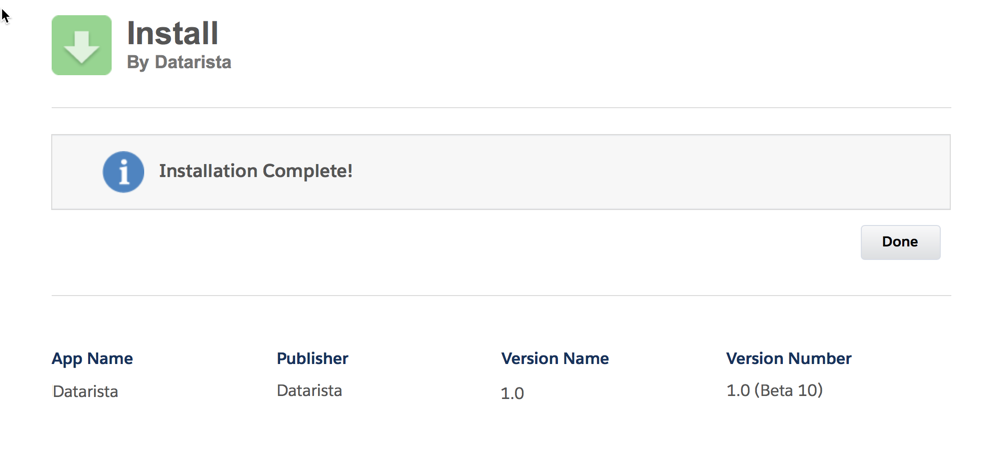 Install
By Datarista
Installation Complete!
Done
App Name Publisher Version Name Version Number
Datarista Datarista 1.0 1.0 (Beta 10)